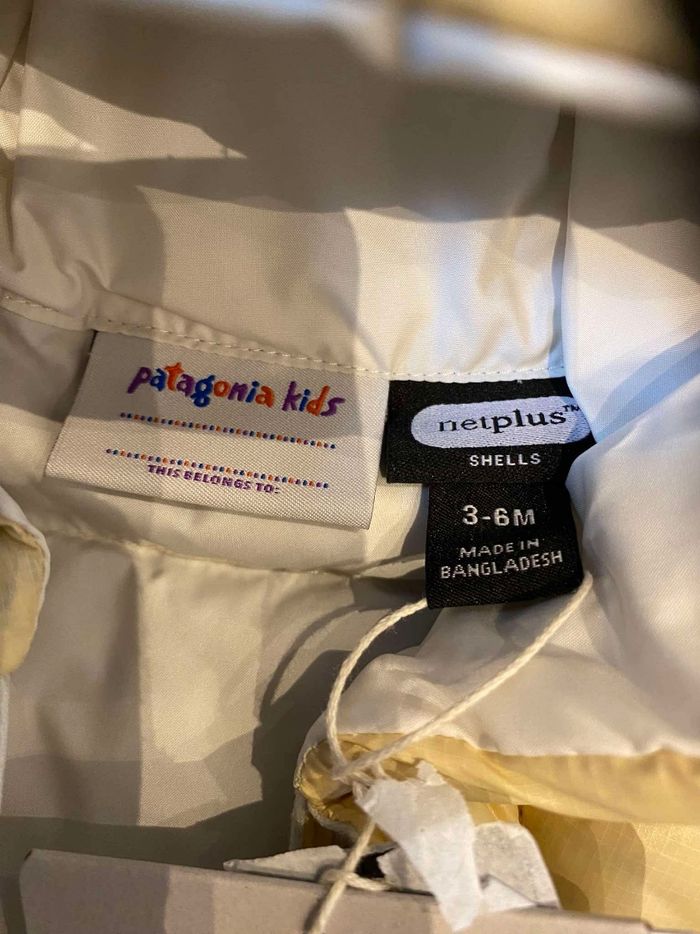 patagonia kids
THIS BELONGS TO:
netplus™
SHELLS
3-6M
MADE IN
BANGLADESH